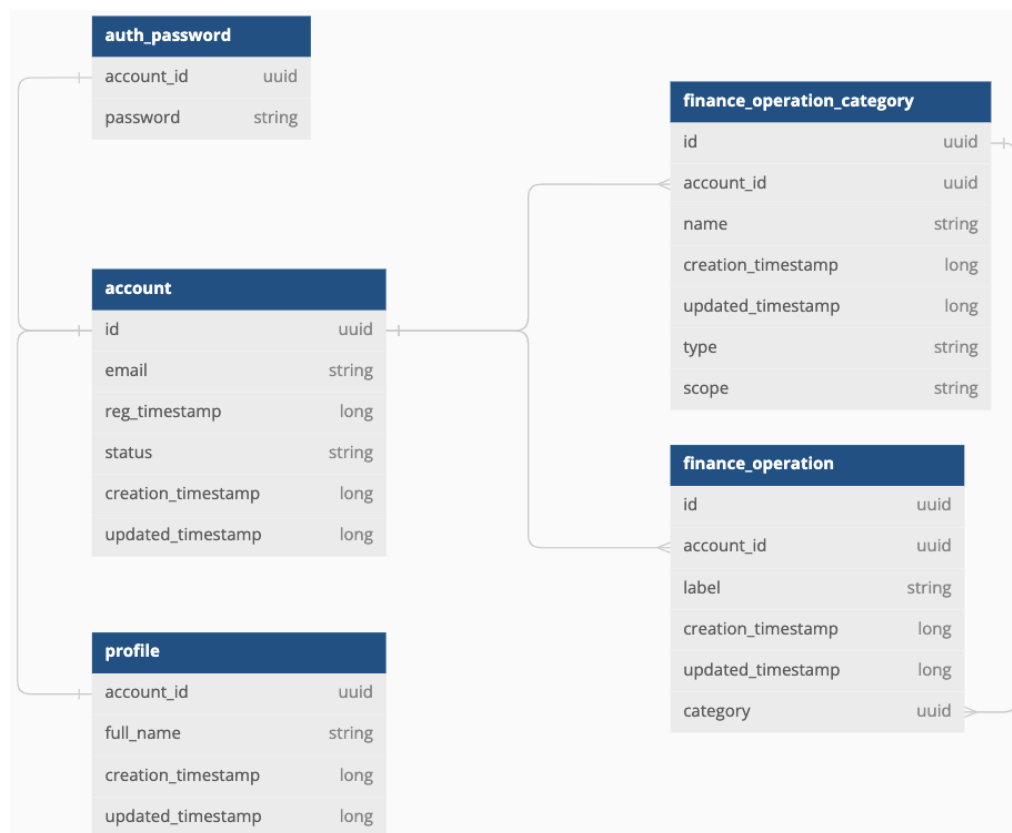 auth_password
account_id uuid
password string
account
id uuid
email string
reg_timestamp long
status string
creation_timestamp long
updated_timestamp long
profile
account_id uuid
full_name string
creation_timestamp long
updated_timestamp long
finance_operation_category
id uuid
account_id uuid
name string
creation_timestamp long
updated_timestamp long
type string
scope string
finance_operation
id uuid
account_id uuid
label string
creation_timestamp long
updated_timestamp long
category uuid